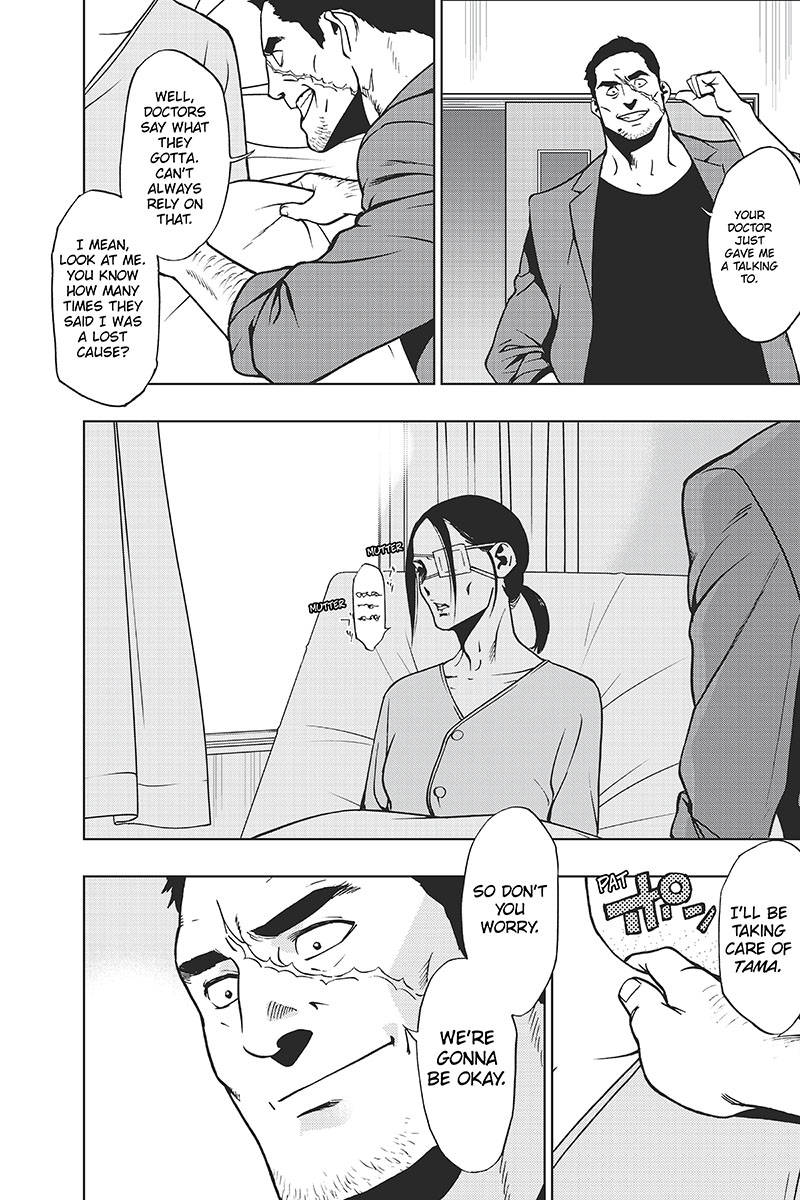 YOUR
DOCTOR
JUST
GAVE ME
A TALKING
TO.
WELL,
DOCTORS
SAY WHAT
THEY
GOTTA.
CAN'T
ALWAYS
RELY ON
THAT.
I MEAN,
LOOK AT ME.
YOU KNOW
HOW MANY
TIMES THEY
SAID I WAS
A LOST
CAUSE?
MUTTER
MUTTER
I'LL BE
TAKING
CARE OF
TAMA.
PAT
ポン
SO DON'T
YOU
WORRY.
WE'RE
GONNA
BE OKAY.